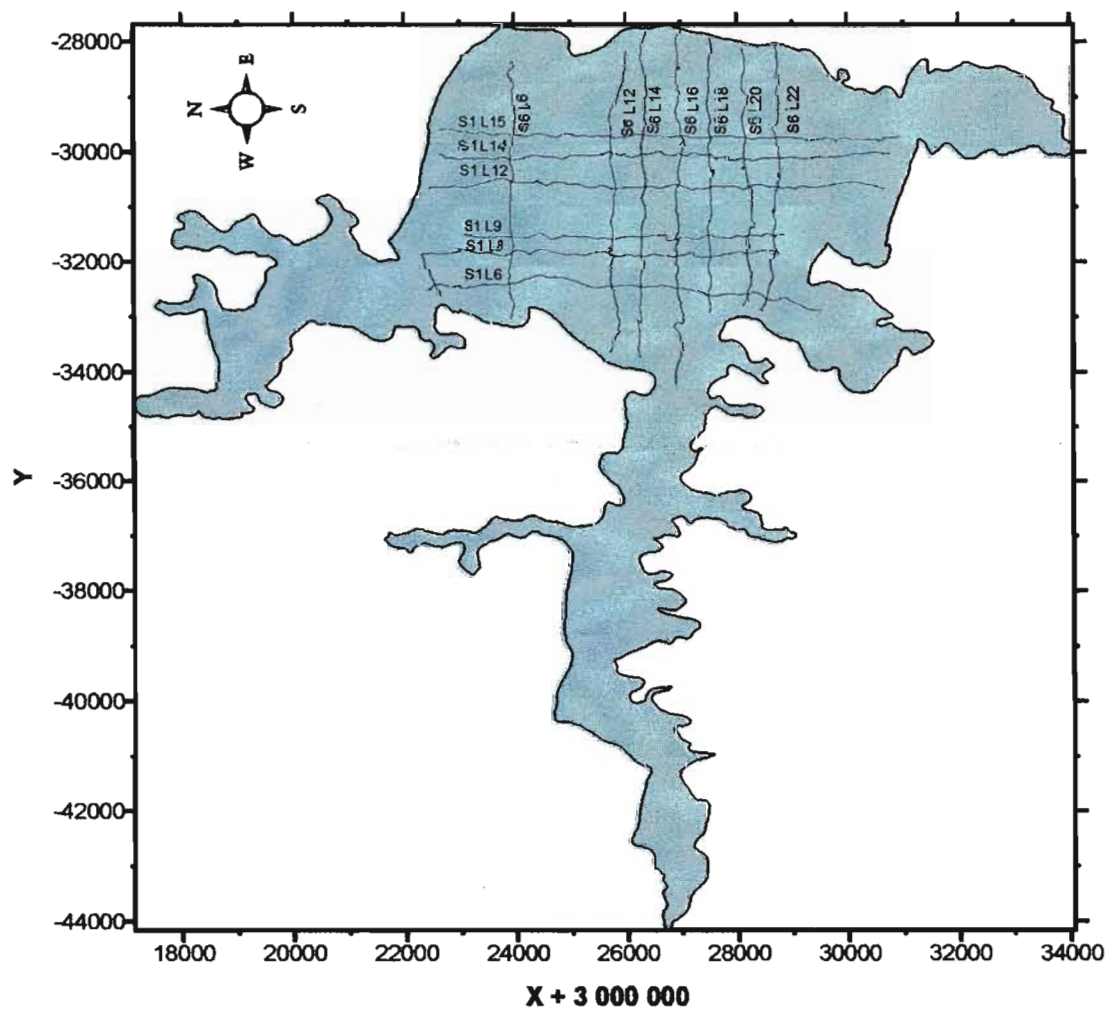 -28000
-30000
-32000
-34000
-36000
-38000
-40000
-42000
-44000
Y
E
N
S
W
S1 L15
S1 L14
S1 L12
S1 L9
S1 L8
S1 L6
S6 L6
S6 L12
S6 L14
S6 L16
S6 L18
S6 L20
S6 L22
18000 20000 22000 24000 26000 28000 30000 32000 34000
X + 3 000 000